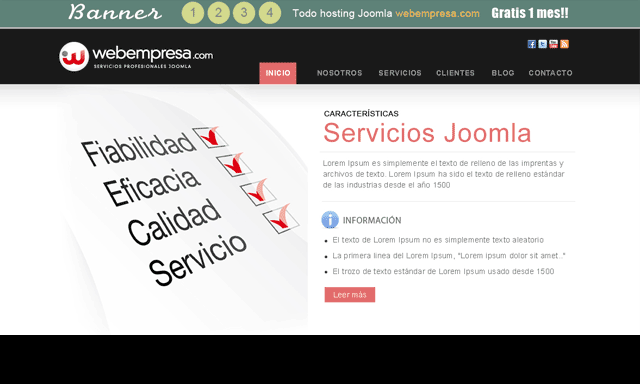 Banner 1 2 3 4 Todo hosting Joomla webempresa.com Gratis 1 mes!!
webempresa.com
SERVICIOS PROFESIONALES JOOMLA
INICIO NOSOTROS SERVICIOS CLIENTES BLOG CONTACTO
Fiabilidad
Eficacia
Calidad
Servicio
CARACTERÍSTICAS
Servicios Joomla
Lorem Ipsum es simplemente el texto de relleno de las imprentas y
archivos de texto. Lorem Ipsum ha sido el texto de relleno estándar
de las industrias desde el año 1500
INFORMACIÓN
El texto de Lorem Ipsum no es simplemente texto aleatorio
La primera linea del Lorem Ipsum, "Lorem ipsum dolor sit amet.."
El trozo de texto estándar de Lorem Ipsum usado desde 1500
Leer más